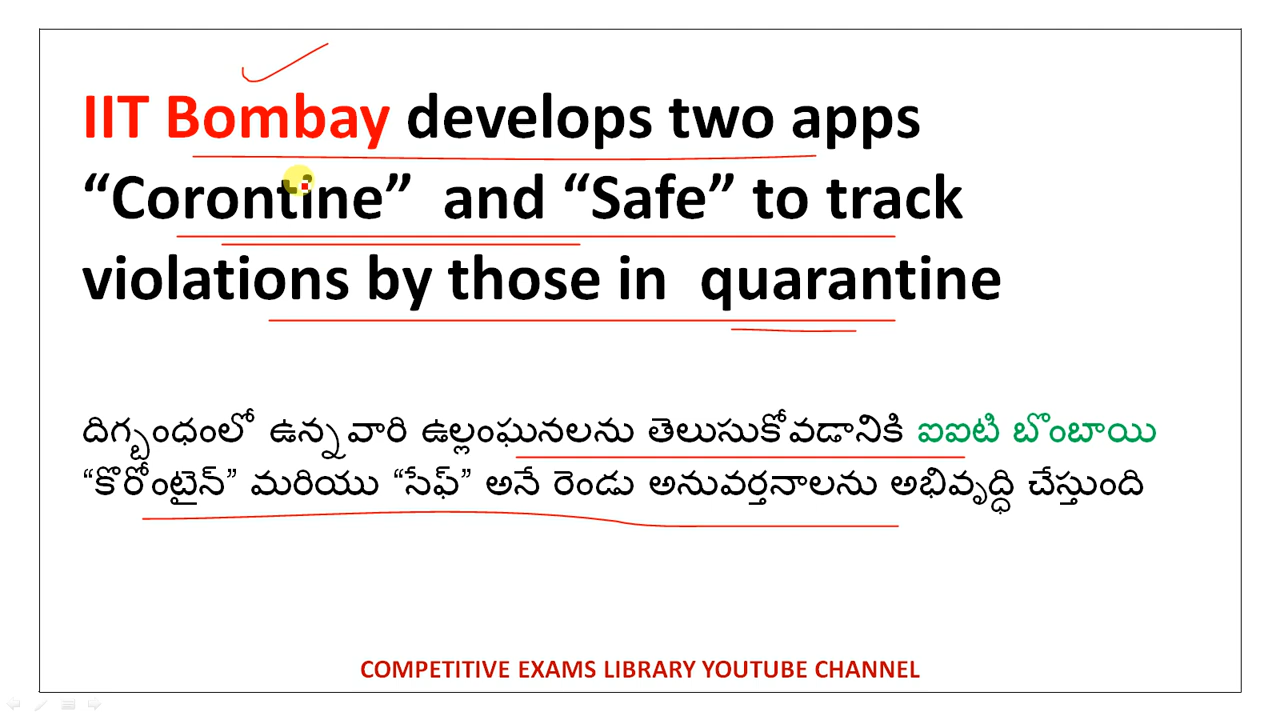 IIT Bombay develops two apps
“Corontine” and “Safe” to track
violations by those in quarantine
దిగ్బంధంలో ఉన్నవారి ఉల్లంఘనలను తెలుసుకోవడానికి ఐఐటి బొంబాయి
“కొరోంటైన్” మరియు “సేఫ్” అనే రెండు అనువర్తనాలను అభివృద్ధి చేస్తుంది
COMPETITIVE EXAMS LIBRARY YOUTUBE CHANNEL